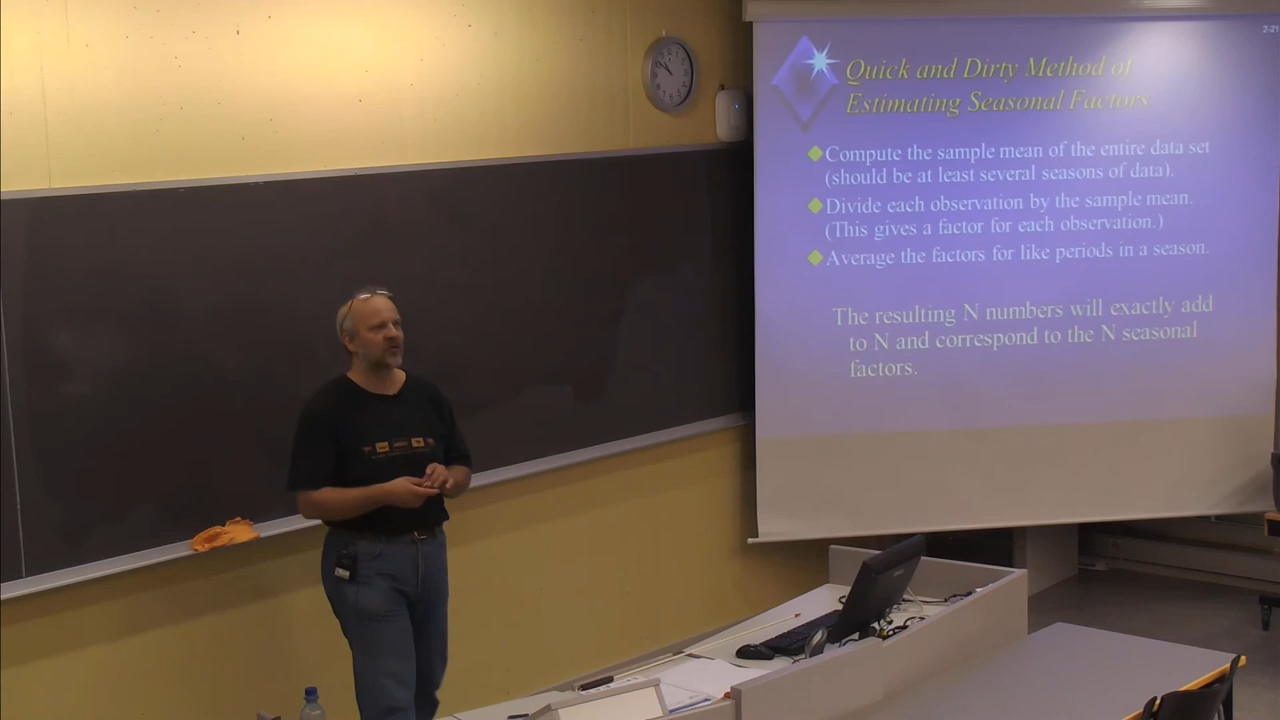 2-21
Quick and Dirty Method of
Estimating Seasonal Factors
Compute the sample mean of the entire data set
(should be at least several seasons of data).
Divide each observation by the sample mean.
(This gives a factor for each observation.)
Average the factors for like periods in a season.
The resulting N numbers will exactly add
to N and correspond to the N seasonal
factors.